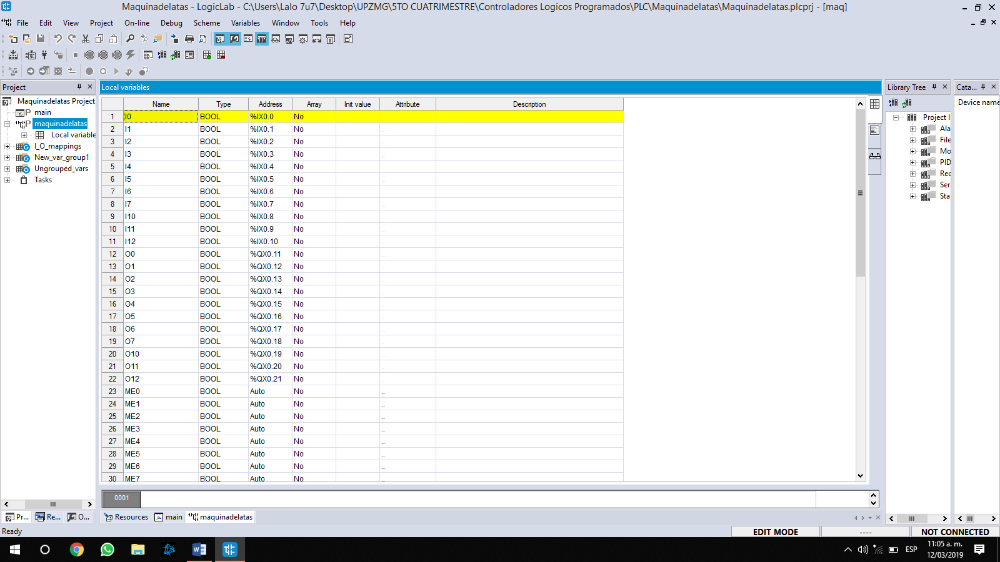 Maquinadelatas - LogicLab - C:\Users\Lalo 7u7\Desktop\UPZMG\5TO CUATRIMESTRE\Controladores Logicos Programados\PLC\Maquinadelatas\Maquinadelatas.plcprj - [maq]
File Edit View Project On-line Debug Scheme Variables Window Tools Help
Project
Maquinadelatas Project
main
maquinadelatas
Local variable
I_O_mappings
New_var_group1
Ungrouped_vars
Tasks
Local variables
Name Type Address Array Init value Attribute Description
1 I0 BOOL %IX0.0 No ..
2 I1 BOOL %IX0.1 No ..
3 I2 BOOL %IX0.2 No ..
4 I3 BOOL %IX0.3 No ..
5 I4 BOOL %IX0.4 No ..
6 I5 BOOL %IX0.5 No ..
7 I6 BOOL %IX0.6 No ..
8 I7 BOOL %IX0.7 No ..
9 I10 BOOL %IX0.8 No ..
10 I11 BOOL %IX0.9 No ..
11 I12 BOOL %IX0.10 No ..
12 O0 BOOL %QX0.11 No ..
13 O1 BOOL %QX0.12 No ..
14 O2 BOOL %QX0.13 No ..
15 O3 BOOL %QX0.14 No ..
16 O4 BOOL %QX0.15 No ..
17 O5 BOOL %QX0.16 No ..
18 O6 BOOL %QX0.17 No ..
19 O7 BOOL %QX0.18 No ..
20 O10 BOOL %QX0.19 No ..
21 O11 BOOL %QX0.20 No ..
22 O12 BOOL %QX0.21 No ..
23 ME0 BOOL Auto No ..
24 ME1 BOOL Auto No ..
25 ME2 BOOL Auto No ..
26 ME3 BOOL Auto No ..
27 ME4 BOOL Auto No ..
28 ME5 BOOL Auto No ..
29 ME6 BOOL Auto No ..
30 ME7 BOOL Auto No ..
0001
Library Tree
Project l
Ala
File
Mo
PID
Rec
Ser
Sta
Cata...
Device name
Pr... Re... O...
Resources main maquinadelatas
Ready
EDIT MODE ---- NOT CONNECTED
ESP
11:05 a. m.
12/03/2019